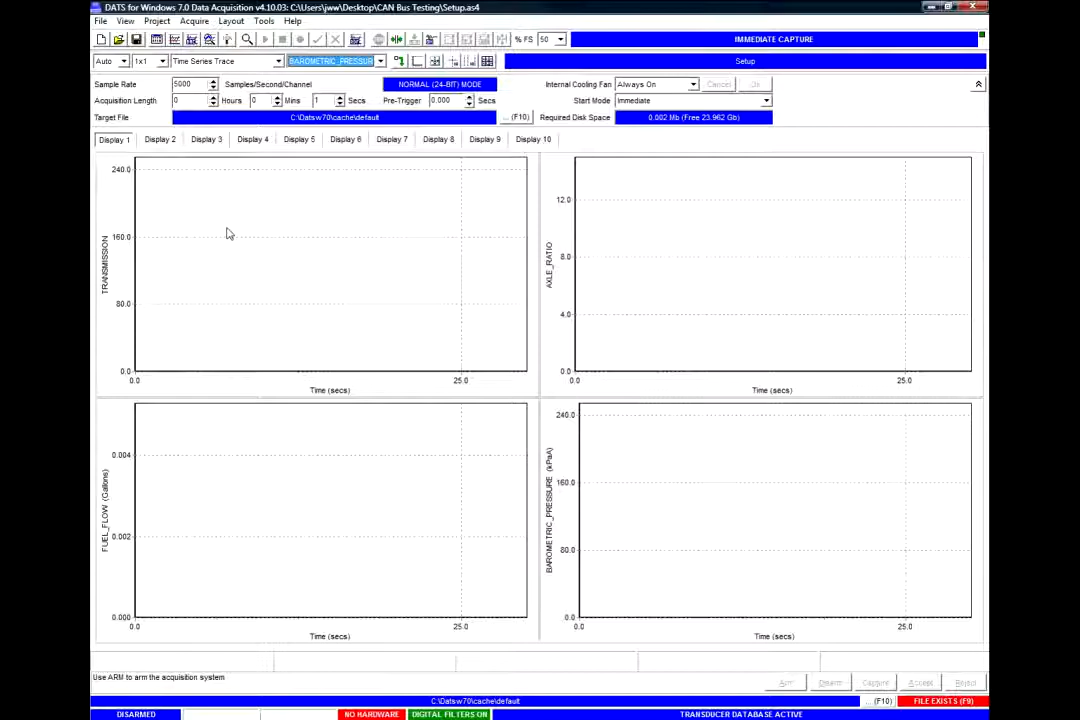 DATS for Windows 7.0 Data Acquisition v4.10.03: C:\Users\jww\Desktop\CAN Bus Testing\Setup.as4
File View Project Acquire Layout Tools Help
% FS 50 IMMEDIATE CAPTURE
Auto 1x1 Time Series Trace BAROMETRIC_PRESSUR Setup
Sample Rate 5000 Samples/Second/Channel NORMAL (24-BIT) MODE Internal Cooling Fan Always On Cancel Ok
Acquisition Length 0 Hours 0 Mins 1 Secs Pre-Trigger 0.000 Secs Start Mode Immediate
Target File C:\Datsw70\cache\default ... (F10) Required Disk Space 0.002 Mb (Free 23.962 Gb)
Display 1 Display 2 Display 3 Display 4 Display 5 Display 6 Display 7 Display 8 Display 9 Display 10
TRANSMISSION
240.0
160.0
80.0
0.0
0.0 25.0
Time (secs)
AXLE_RATIO
12.0
8.0
4.0
0.0
0.0 25.0
Time (secs)
FUEL_FLOW (Gallons)
0.004
0.002
0.000
0.0 25.0
Time (secs)
BAROMETRIC_PRESSURE (kPaA)
240.0
160.0
80.0
0.0
0.0 25.0
Time (secs)
Use ARM to arm the acquisition system Arm Disarm Capture Accept Reject
C:\Datsw70\cache\default ... (F10) FILE EXISTS (F9)
DISARMED NO HARDWARE DIGITAL FILTERS ON TRANSDUCER DATABASE ACTIVE